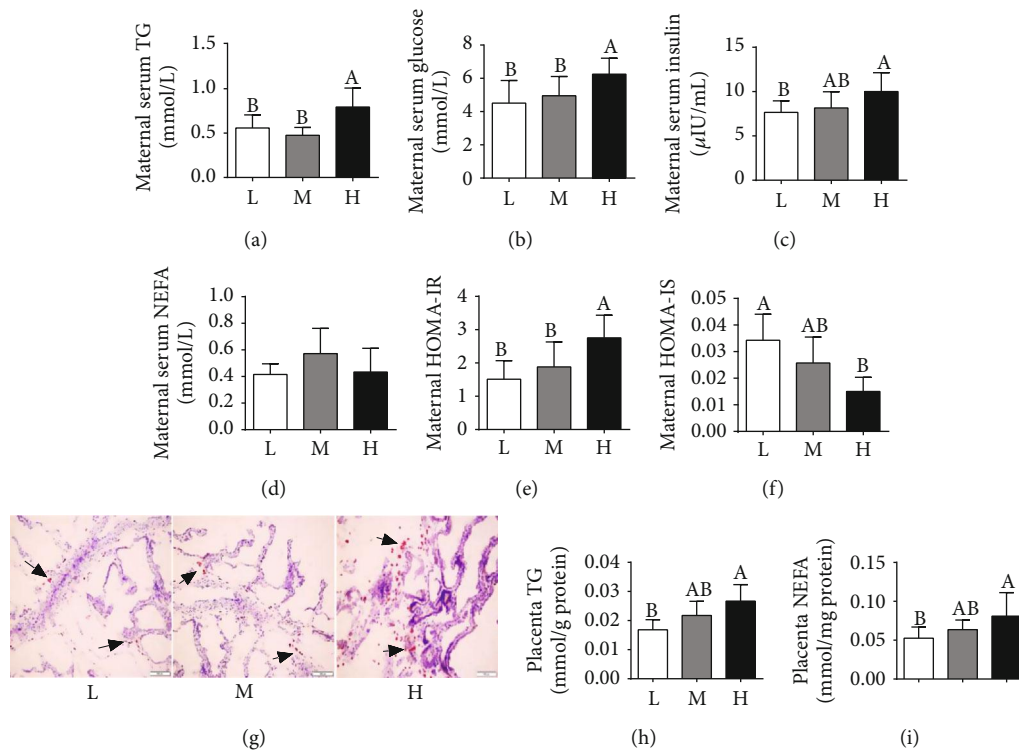 Maternal serum TG
(mmol/L)
1.5
1.0
0.5
0.0
B
B
A
L
M
H
(a)
Maternal serum glucose
(mmol/L)
8
6
4
2
0
B
B
A
L
M
H
(b)
Maternal serum insulin
(μIU/mL)
15
10
5
0
B
AB
A
L
M
H
(c)
Maternal serum NEFA
(mmol/L)
1.0
0.8
0.6
0.4
0.2
0.0
L
M
H
(d)
Maternal HOMA-IR
4
3
2
1
0
B
B
A
L
M
H
(e)
Maternal HOMA-IS
0.05
0.04
0.03
0.02
0.01
0.00
A
AB
B
L
M
H
(f)
L
M
H
(g)
Placenta TG
(mmol/g protein)
0.04
0.03
0.02
0.01
0.00
B
AB
A
L
M
H
(h)
Placenta NEFA
(mmol/mg protein)
0.15
0.10
0.05
0.00
B
AB
A
L
M
H
(i)